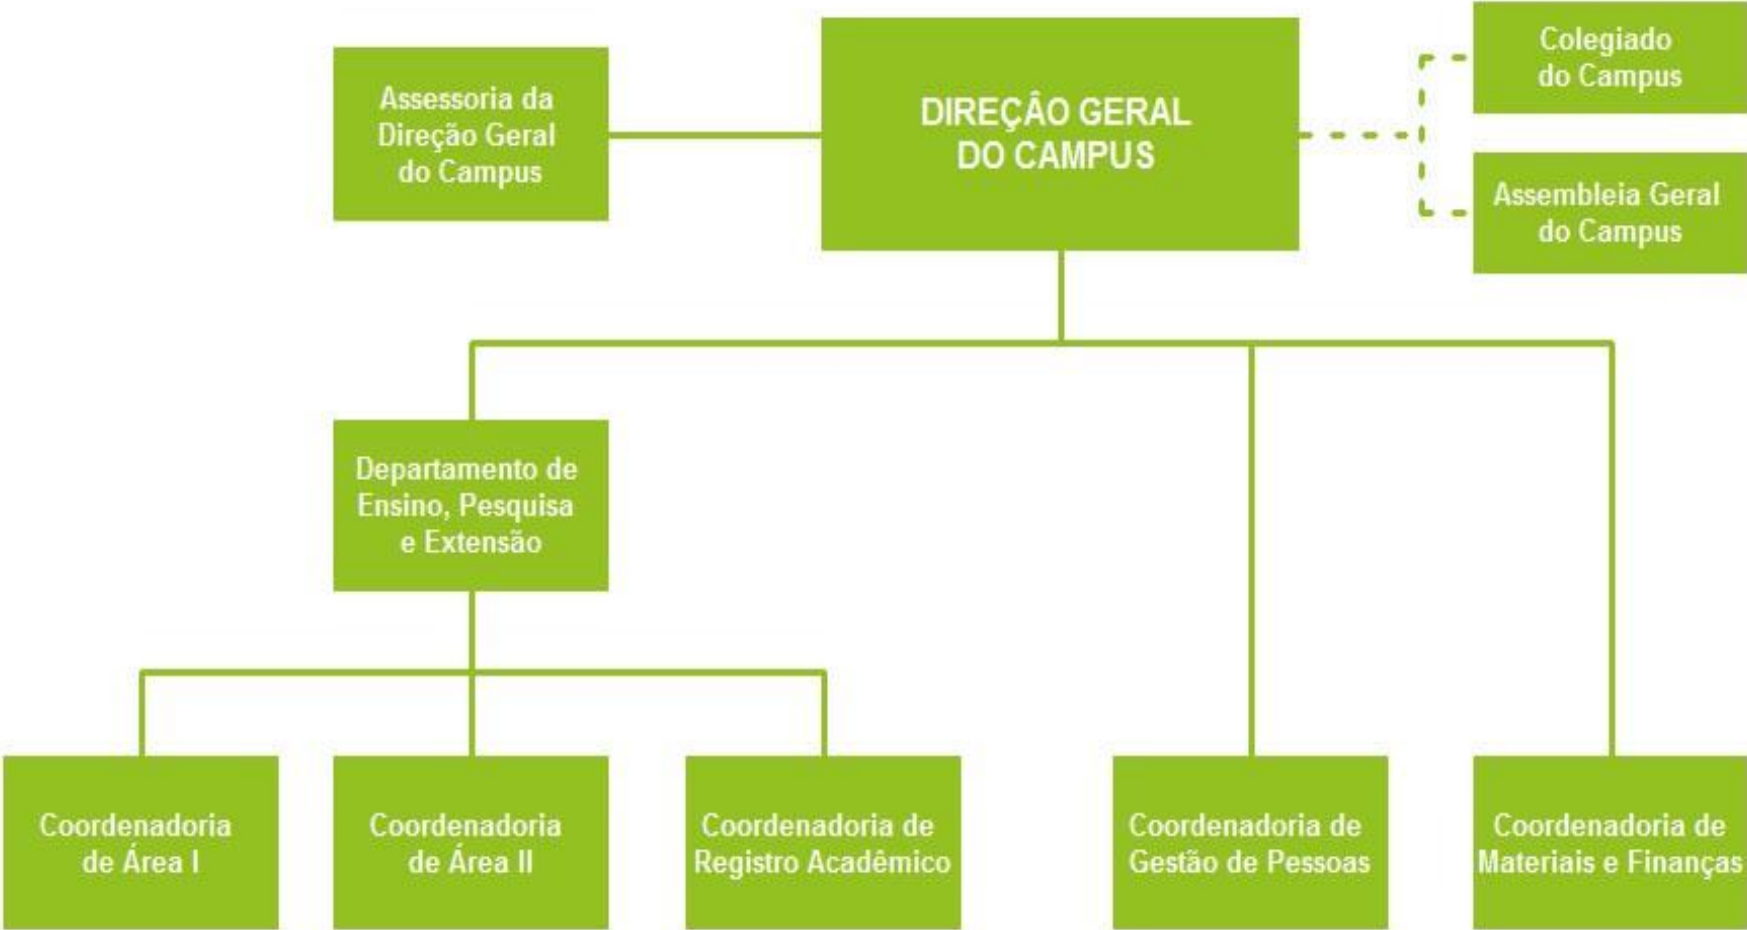 Assessoria da
Direção Geral
do Campus
DIREÇÂO GERAL
DO CAMPUS
Colegiado
do Campus
Assembleia Geral
do Campus
Departamento de
Ensino, Pesquisa
e Extensão
Coordenadoria
de Área I
Coordenadoria
de Área II
Coordenadoria de
Registro Acadêmico
Coordenadoria de
Gestão de Pessoas
Coordenadoria de
Materiais e Finanças